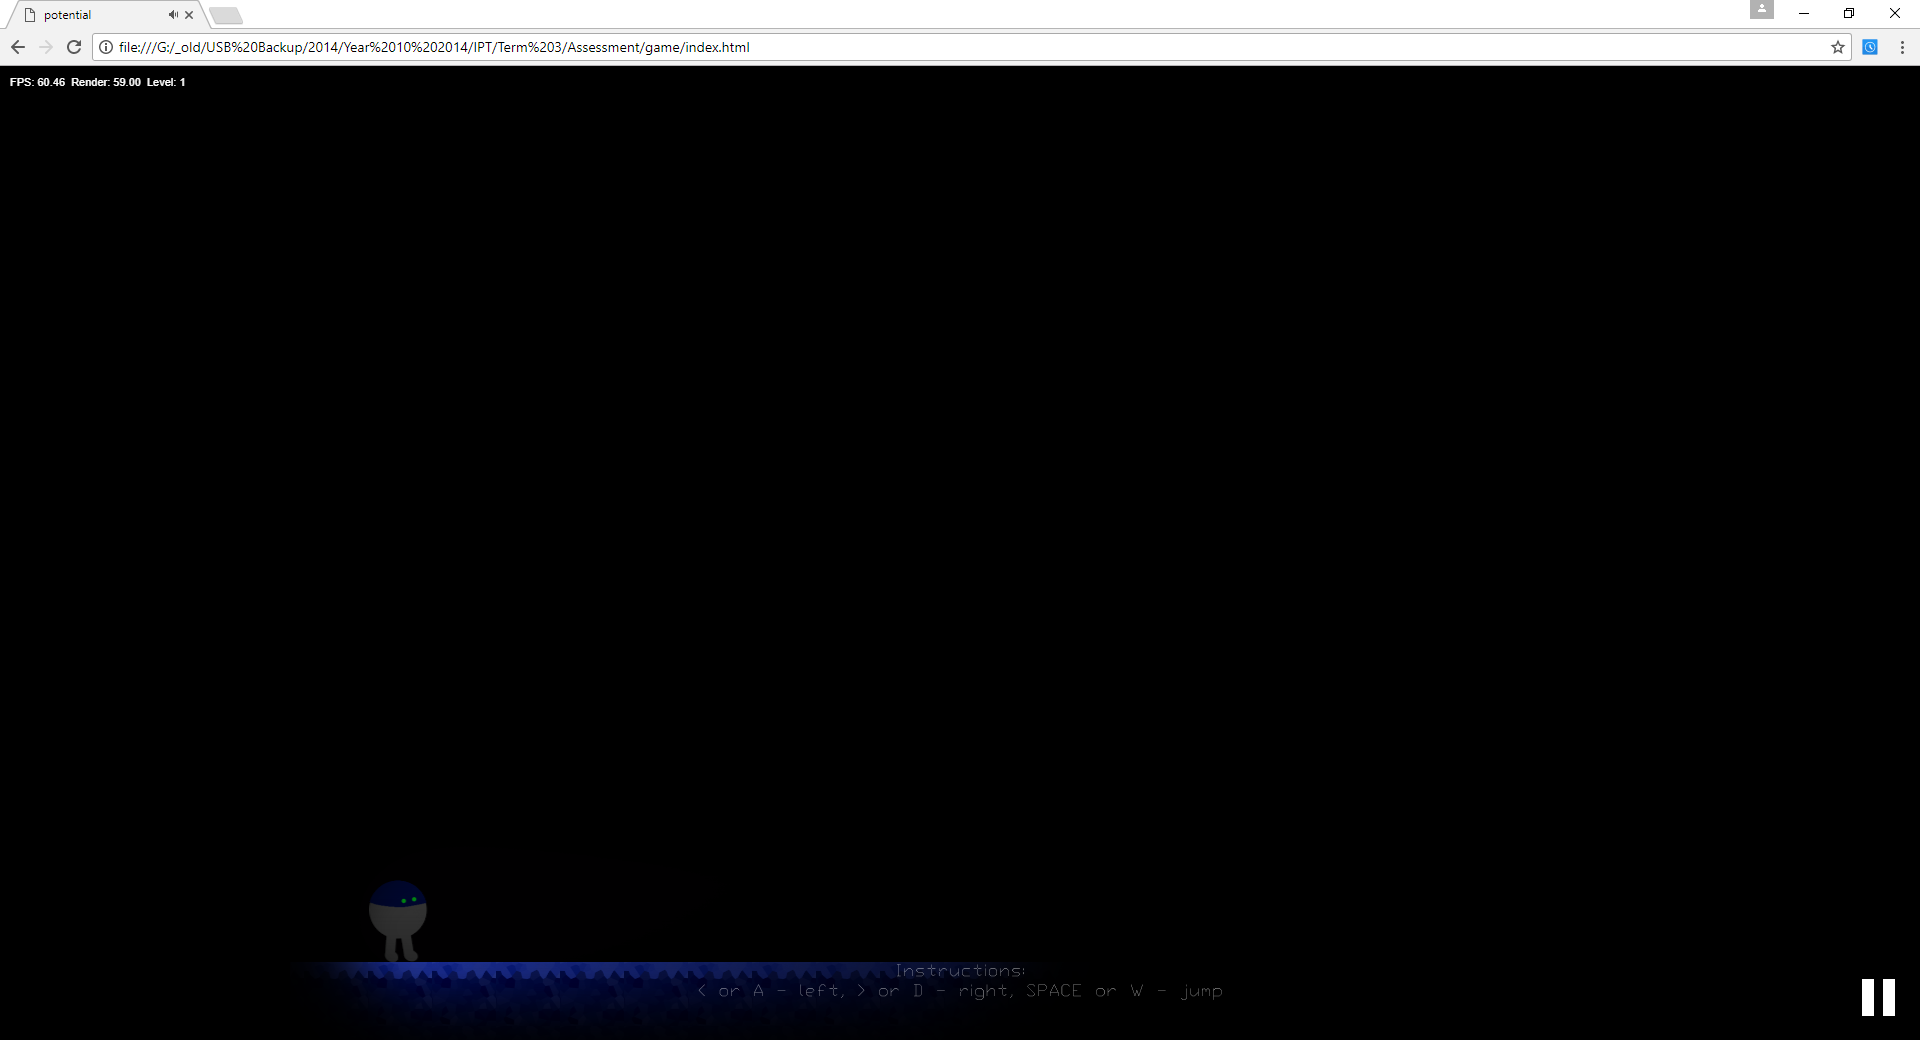 potential
file:///G:/_old/USB%20Backup/2014/Year%2010%202014/IPT/Term%203/Assessment/game/index.html
FPS: 60.46 Render: 59.00 Level: 1
Instructions:
< or A - left, > or D - right, SPACE or W - jump